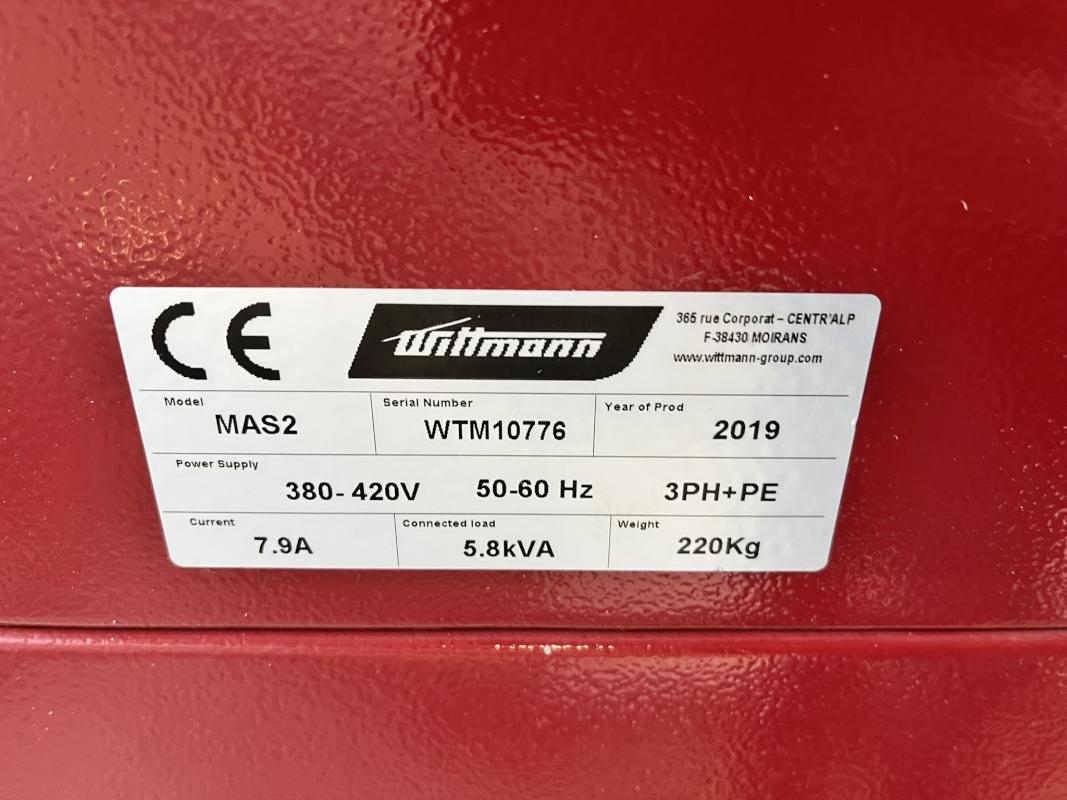 CE
Wittmann
365 rue Corporat – CENTR'ALP
F-38430 MOIRANS
www.wittmann-group.com
Model
MAS2
Serial Number
WTM10776
Year of Prod
2019
Power Supply
380- 420V 50-60 Hz 3PH+PE
Current
7.9A
Connected load
5.8kVA
Weight
220Kg